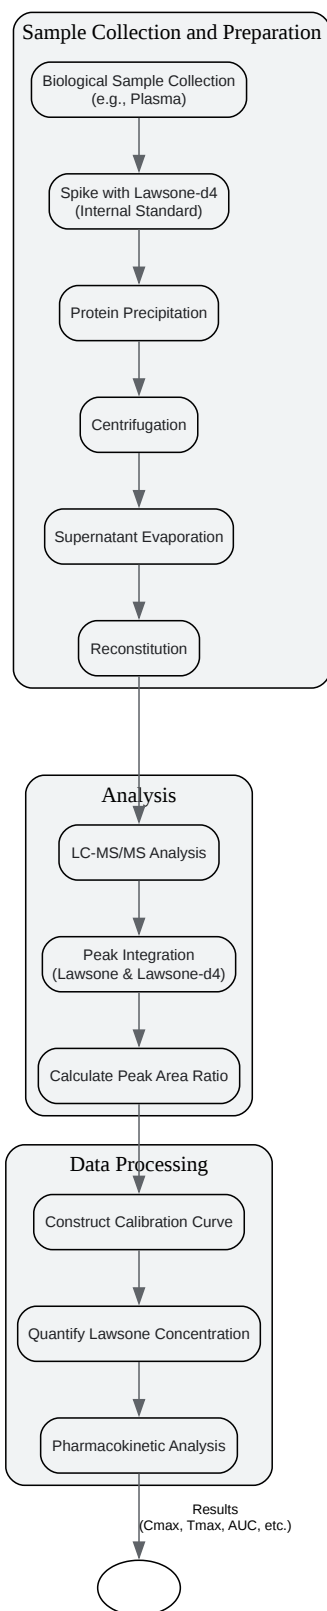 Sample Collection and Preparation
Biological Sample Collection
(e.g., Plasma)
Spike with Lawsone-d4
(Internal Standard)
Protein Precipitation
Centrifugation
Supernatant Evaporation
Reconstitution
Analysis
LC-MS/MS Analysis
Peak Integration
(Lawsone & Lawsone-d4)
Calculate Peak Area Ratio
Data Processing
Construct Calibration Curve
Quantify Lawsone Concentration
Pharmacokinetic Analysis
Results
(Cmax, Tmax, AUC, etc.)